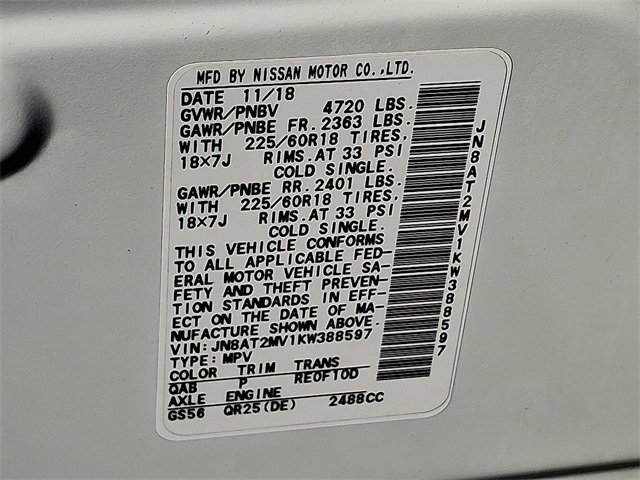 MFD BY NISSAN MOTOR CO.,LTD.
DATE 11/18
GVWR/PNBV 4720 LBS.
GAWR/PNBE FR. 2363 LBS.
WITH 225/60R18 TIRES,
18×7J RIMS. AT 33 PSI
COLD SINGLE.
GAWR/PNBE RR. 2401 LBS.
WITH 225/60R18 TIRES,
18×7J RIMS. AT 33 PSI
COLD SINGLE.
THIS VEHICLE CONFORMS
TO ALL APPLICABLE FED-
ERAL MOTOR VEHICLE SA-
FETY AND THEFT PREVEN-
TION STANDARDS IN EFF-
ECT ON THE DATE OF MA-
NUFACTURE SHOWN ABOVE.
VIN:JN8AT2MV1KW388597
TYPE:MPV
COLOR TRIM TRANS
QAB P RE0F10D
AXLE ENGINE
GS56 QR25(DE) 2488CC
JN8AT2MV1KW388597